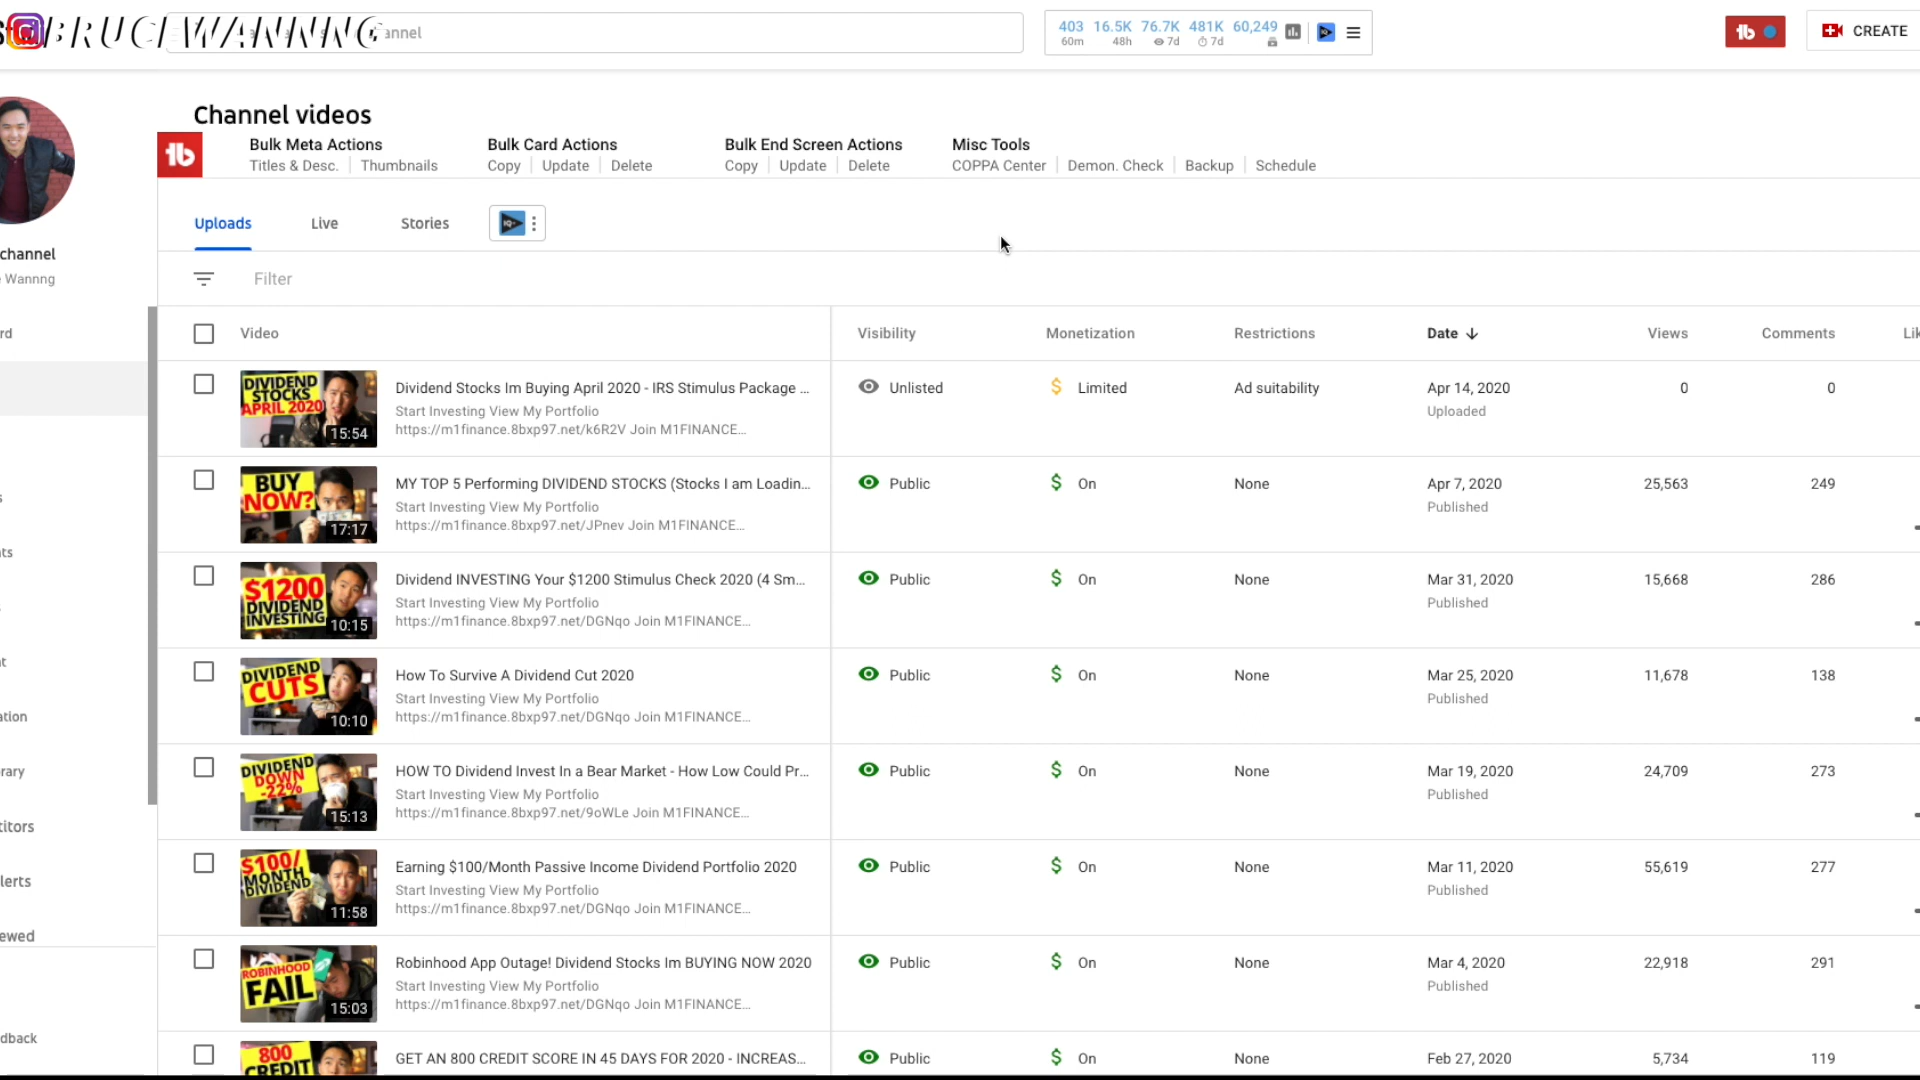 BRUCEWANNNG
annel
403 16.5K 76.7K 481K 60,249
60m 48h 7d 7d
CREATE
Channel videos
Bulk Meta Actions Bulk Card Actions Bulk End Screen Actions Misc Tools
Titles & Desc. Thumbnails Copy Update Delete Copy Update Delete COPPA Center Demon. Check Backup Schedule
channel
Wannng
Uploads Live Stories
Filter
Video Visibility Monetization Restrictions Date Views Comments Lik
rd
DIVIDEND STOCKS APRIL 2020
15:54
Dividend Stocks Im Buying April 2020 - IRS Stimulus Package ...
Start Investing View My Portfolio
https://m1finance.8bxp97.net/k6R2V Join M1FINANCE...
Unlisted Limited Ad suitability Apr 14, 2020 0 0
Uploaded
BUY NOW?
17:17
MY TOP 5 Performing DIVIDEND STOCKS (Stocks I am Loadin...
Start Investing View My Portfolio
https://m1finance.8bxp97.net/JPnev Join M1FINANCE...
Public On None Apr 7, 2020 25,563 249
Published
s
nts
$1200 DIVIDEND INVESTING
10:15
Dividend INVESTING Your $1200 Stimulus Check 2020 (4 Sm...
Start Investing View My Portfolio
https://m1finance.8bxp97.net/DGNqo Join M1FINANCE...
Public On None Mar 31, 2020 15,668 286
Published
t
DIVIDEND CUTS
10:10
How To Survive A Dividend Cut 2020
Start Investing View My Portfolio
https://m1finance.8bxp97.net/DGNqo Join M1FINANCE...
Public On None Mar 25, 2020 11,678 138
Published
ation
rary
DIVIDEND DOWN -22%
15:13
HOW TO Dividend Invest In a Bear Market - How Low Could Pr...
Start Investing View My Portfolio
https://m1finance.8bxp97.net/9oWLe Join M1FINANCE...
Public On None Mar 19, 2020 24,709 273
Published
titors
lerts
$100/ MONTH DIVIDEND
11:58
Earning $100/Month Passive Income Dividend Portfolio 2020
Start Investing View My Portfolio
https://m1finance.8bxp97.net/DGNqo Join M1FINANCE...
Public On None Mar 11, 2020 55,619 277
Published
ewed
ROBINHOOD FAIL
15:03
Robinhood App Outage! Dividend Stocks Im BUYING NOW 2020
Start Investing View My Portfolio
https://m1finance.8bxp97.net/DGNqo Join M1FINANCE...
Public On None Mar 4, 2020 22,918 291
Published
dback
800 CREDIT
GET AN 800 CREDIT SCORE IN 45 DAYS FOR 2020 - INCREAS...
Public On None Feb 27, 2020 5,734 119